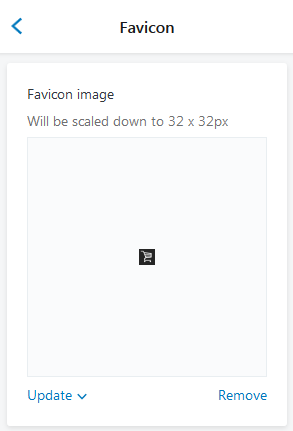 Favicon
Favicon image
Will be scaled down to 32 x 32px
Update
Remove